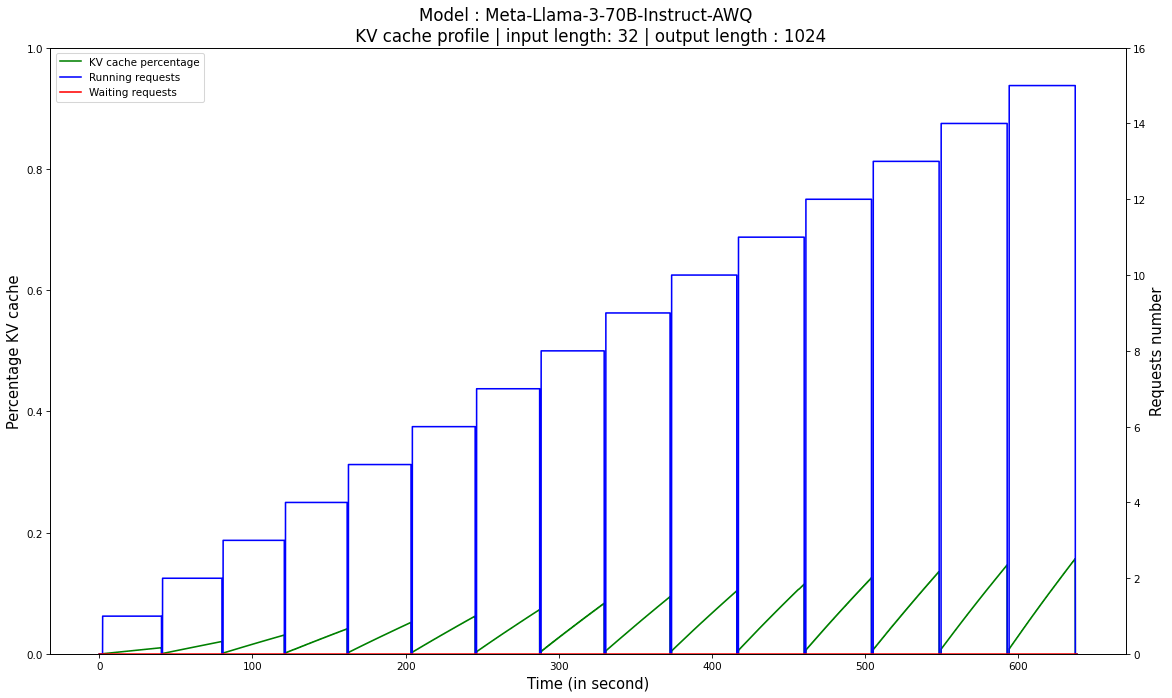 Model : Meta-Llama-3-70B-Instruct-AWQ
KV cache profile | input length: 32 | output length : 1024
KV cache percentage
Running requests
Waiting requests
Percentage KV cache
1.0
0.8
0.6
0.4
0.2
0.0
16
14
12
10
8
6
4
2
0
Requests number
0 100 200 300 400 500 600
Time (in second)